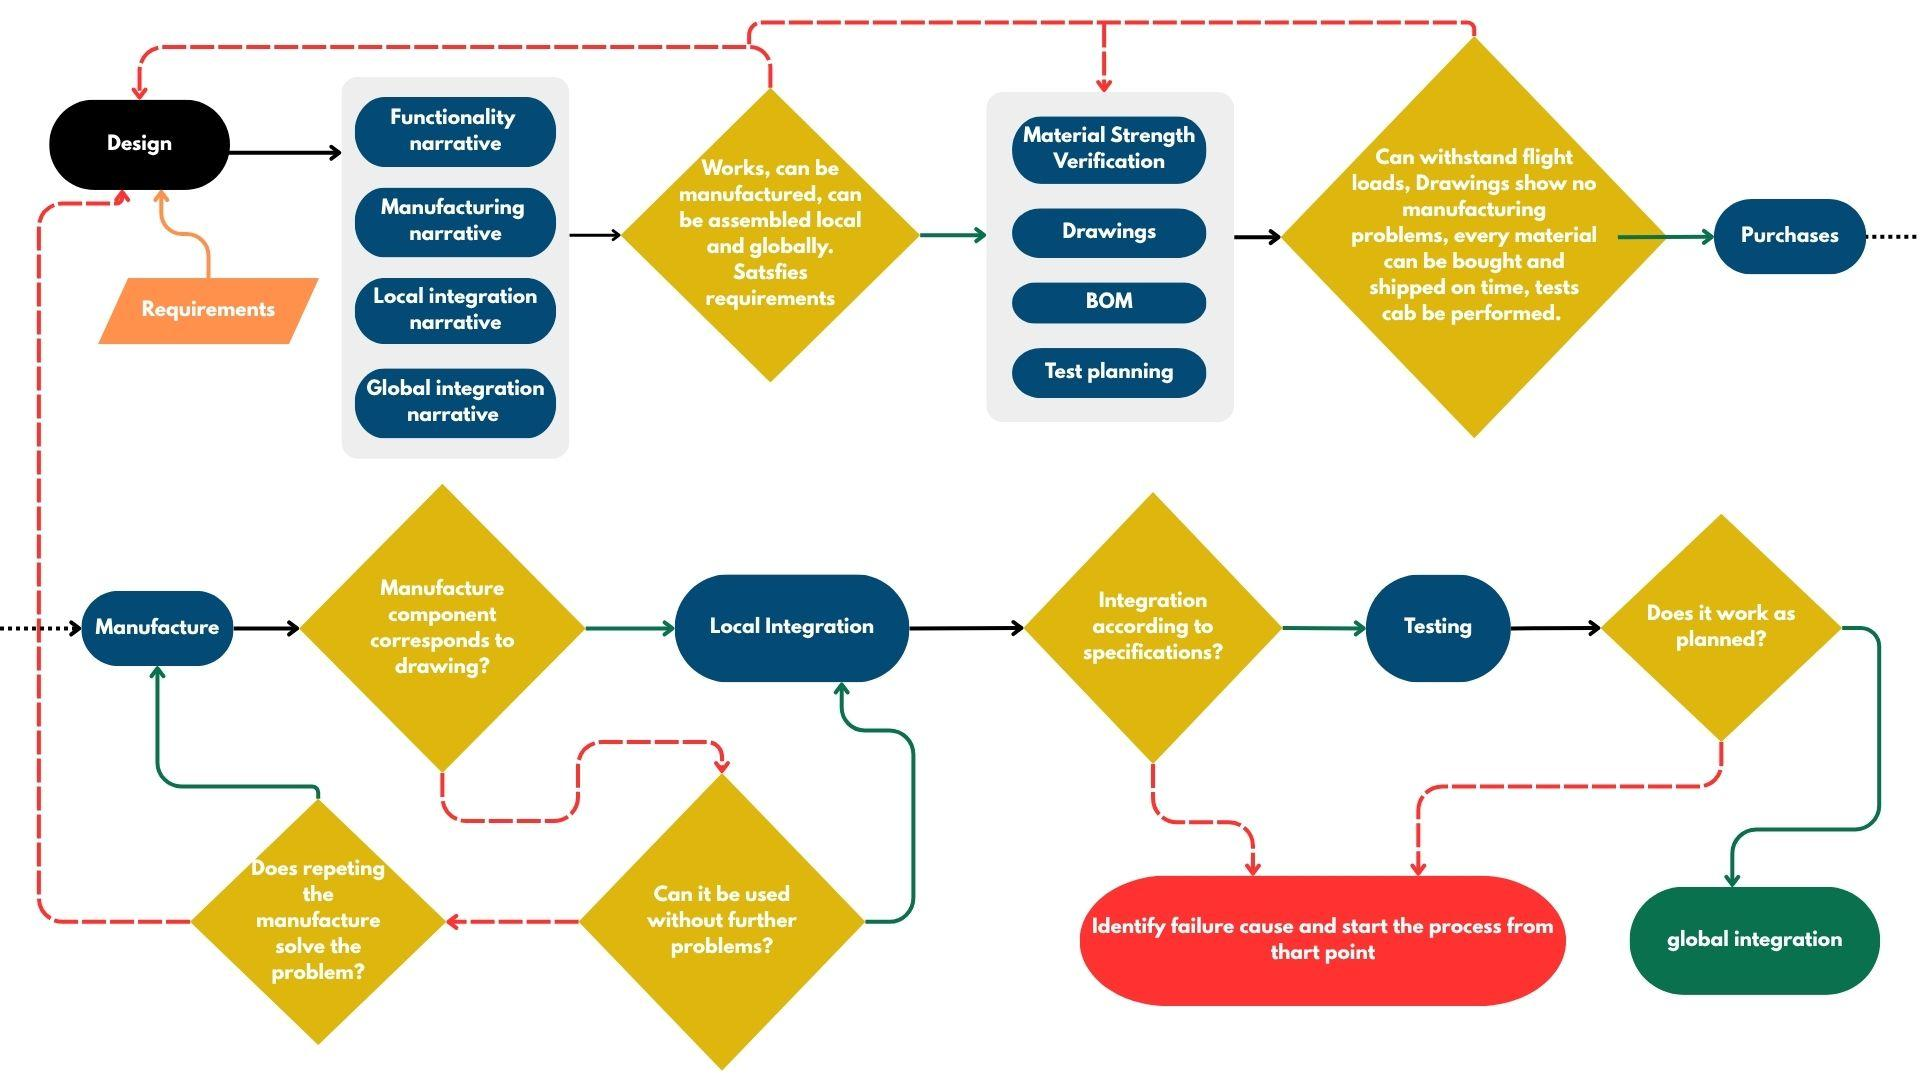 Design
Requirements
Functionality
narrative
Manufacturing
narrative
Local integration
narrative
Global integration
narrative
Works, can be
manufactured, can
be assembled local
and globally.
Satsfies
requirements
Material Strength
Verification
Drawings
BOM
Test planning
Can withstand flight
loads, Drawings show no
manufacturing
problems, every material
can be bought and
shipped on time, tests
cab be performed.
Purchases
Manufacture
Manufacture
component
corresponds to
drawing?
Local Integration
Integration
according to
specifications?
Testing
Does it work as
planned?
Does repeting
the
manufacture
solve the
problem?
Can it be used
without further
problems?
Identify failure cause and start the process from
thart point
global integration